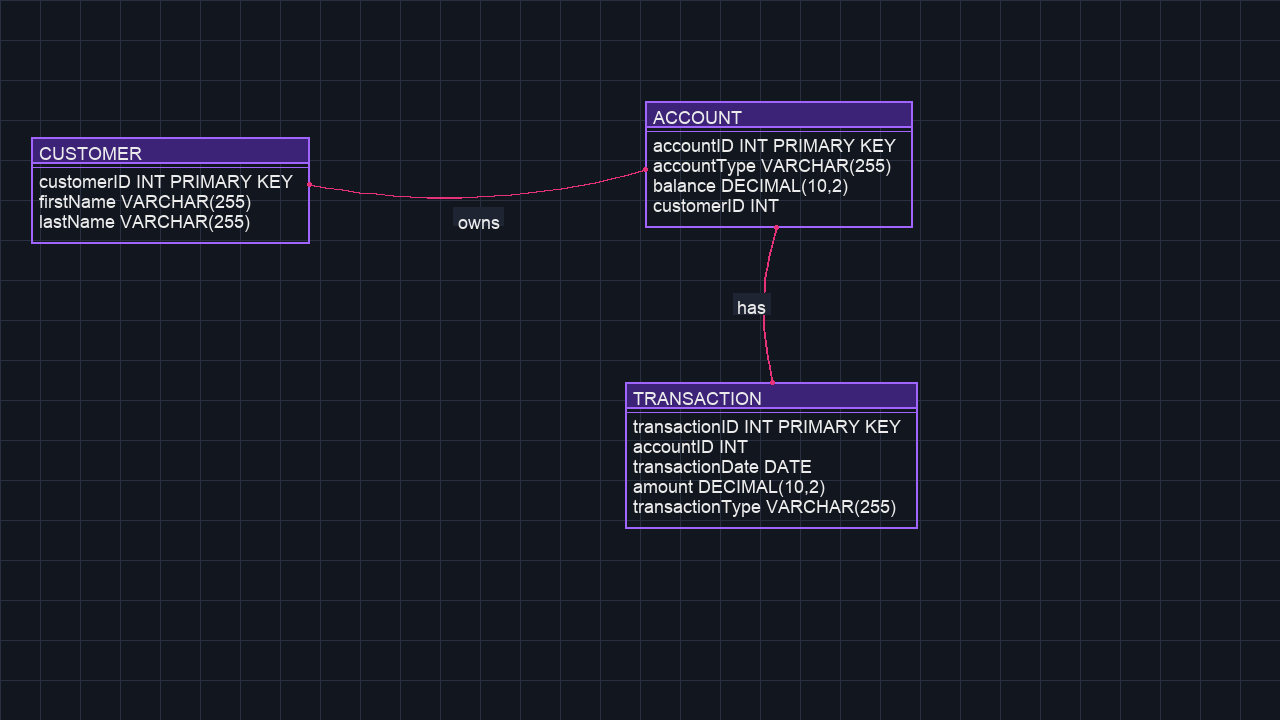 CUSTOMER
customerID INT PRIMARY KEY
firstName VARCHAR(255)
lastName VARCHAR(255)
owns
ACCOUNT
accountID INT PRIMARY KEY
accountType VARCHAR(255)
balance DECIMAL(10,2)
customerID INT
has
TRANSACTION
transactionID INT PRIMARY KEY
accountID INT
transactionDate DATE
amount DECIMAL(10,2)
transactionType VARCHAR(255)